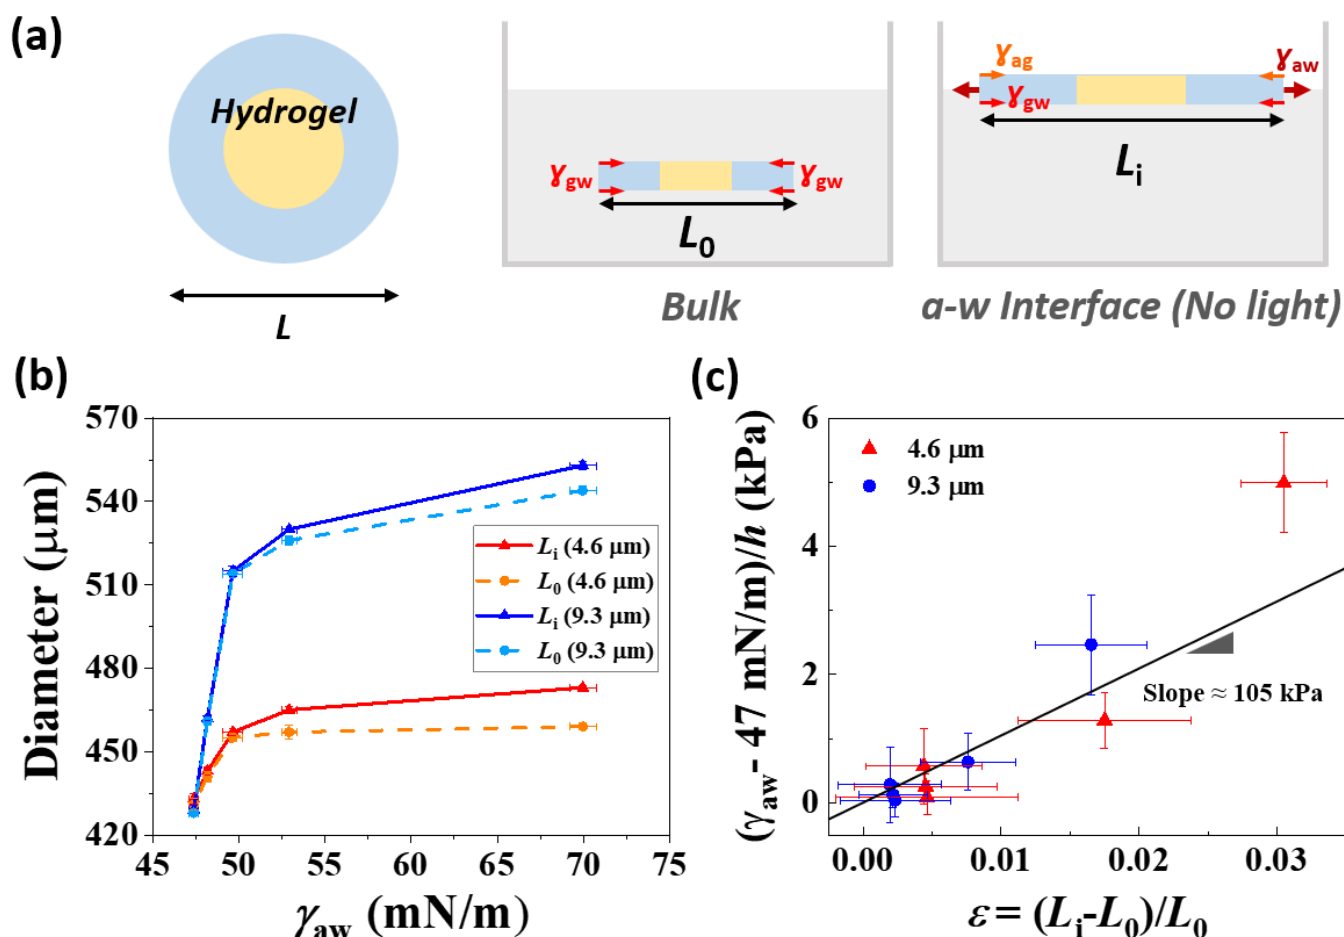 (a)
Hydrogel
L
γgw
γgw
L0
Bulk
γag
γaw
γgw
Li
a-w Interface (No light)
(b)
Diameter (μm)
570
540
510
480
450
420
45 50 55 60 65 70 75
γaw (mN/m)
Li (4.6 μm)
L0 (4.6 μm)
Li (9.3 μm)
L0 (9.3 μm)
(c)
(γaw - 47 mN/m)/h (kPa)
6
4
2
0
4.6 μm
9.3 μm
Slope ≈ 105 kPa
0.00 0.01 0.02 0.03
ε = (Li-L0)/L0